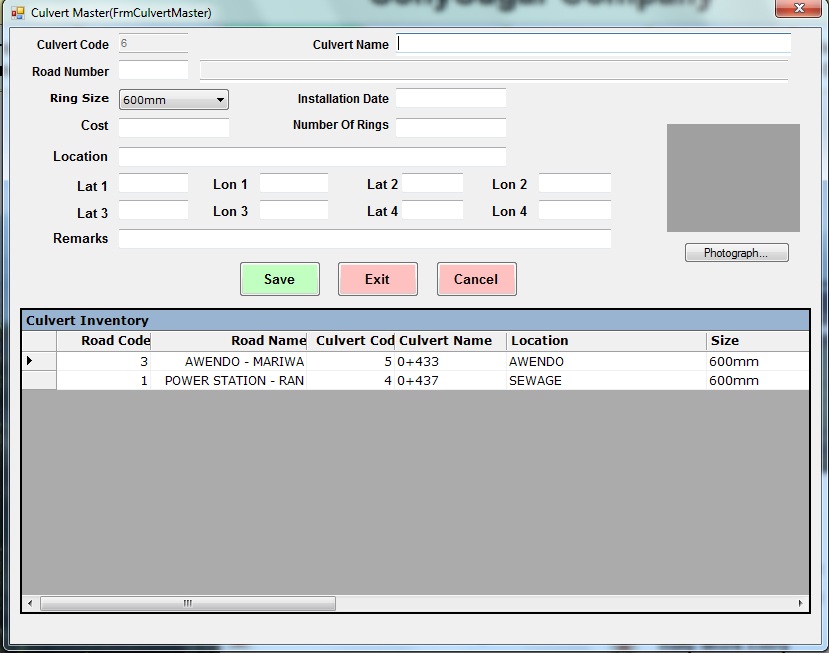 SonySugar Company
Culvert Master(FrmCulvertMaster)
Culvert Code 6 Culvert Name
Road Number
Ring Size 600mm Installation Date
Cost Number Of Rings
Location
Lat 1 Lon 1 Lat 2 Lon 2
Lat 3 Lon 3 Lat 4 Lon 4
Remarks
Photograph...
Save Exit Cancel
Culvert Inventory
Road Code Road Name Culvert Cod Culvert Name Location Size
3 AWENDO - MARIWA 5 0+433 AWENDO 600mm
1 POWER STATION - RAN 4 0+437 SEWAGE 600mm